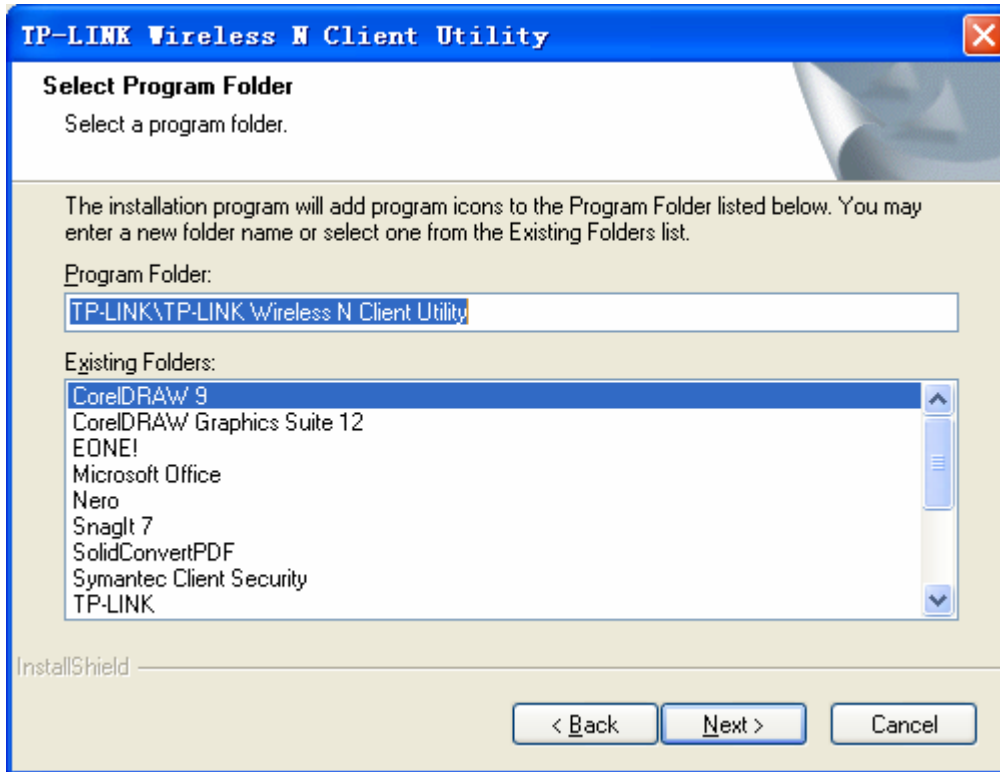 TP-LINK Wireless N Client Utility
Select Program Folder
Select a program folder.
The installation program will add program icons to the Program Folder listed below. You may
enter a new folder name or select one from the Existing Folders list.
Program Folder:
TP-LINK\TP-LINK Wireless N Client Utility
Existing Folders:
CorelDRAW 9
CorelDRAW Graphics Suite 12
EONE!
Microsoft Office
Nero
SnagIt 7
SolidConvertPDF
Symantec Client Security
TP-LINK
InstallShield
< Back Next > Cancel